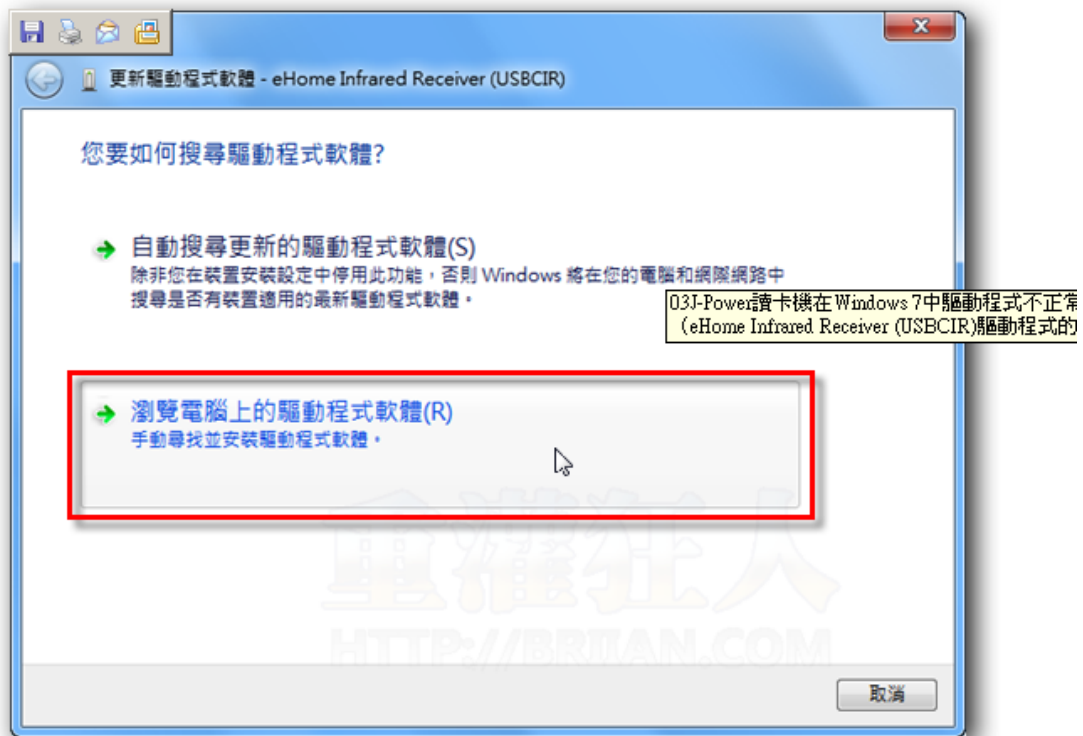 更新驅動程式軟體 - eHome Infrared Receiver (USBCIR)
您要如何搜尋驅動程式軟體?
自動搜尋更新的驅動程式軟體(S)
除非您在裝置安裝設定中停用此功能，否則 Windows 將在您的電腦和網際網路中
搜尋是否有裝置適用的最新驅動程式軟體。
03J-Power讀卡機在Windows 7中驅動程式不正常
（eHome Infrared Receiver (USBCIR)驅動程式的
瀏覽電腦上的驅動程式軟體(R)
手動尋找並安裝驅動程式軟體。
重灌狂人
HTTP://BRIIAN.COM
取消